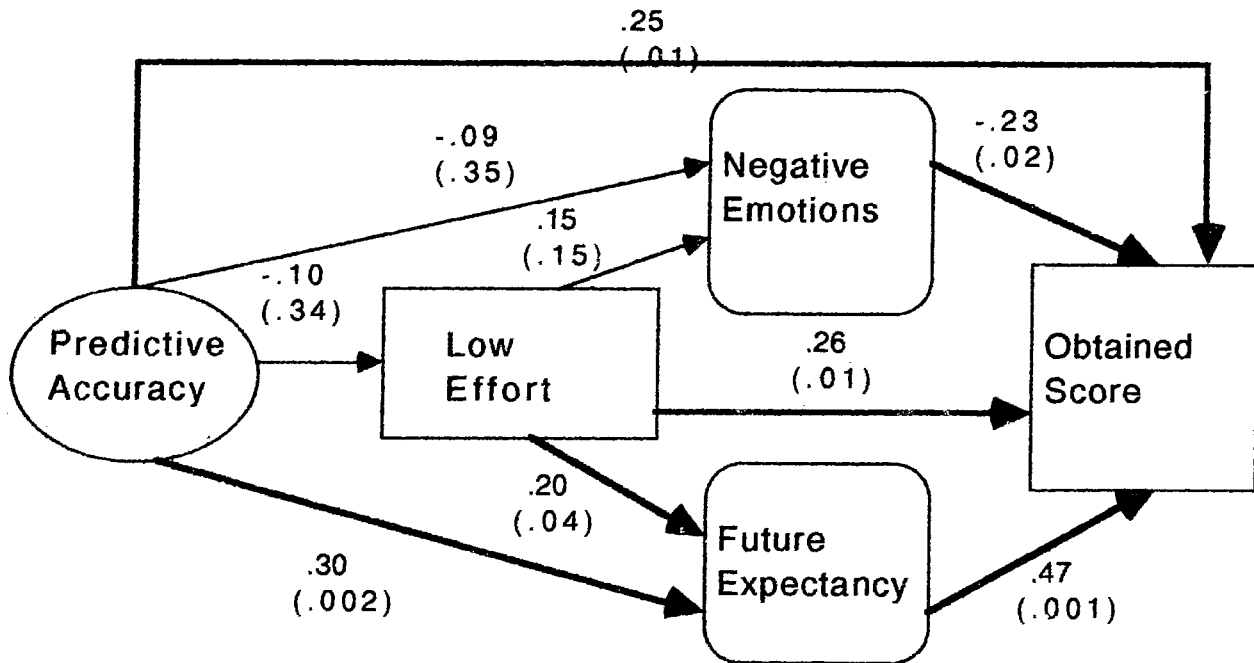 .25
(.01)
-.09
(.35)
-.23
(.02)
Negative
Emotions
.15
(.15)
-.10
(.34)
Predictive
Accuracy
Low
Effort
.26
(.01)
Obtained
Score
.20
(.04)
Future
Expectancy
.30
(.002)
.47
(.001)